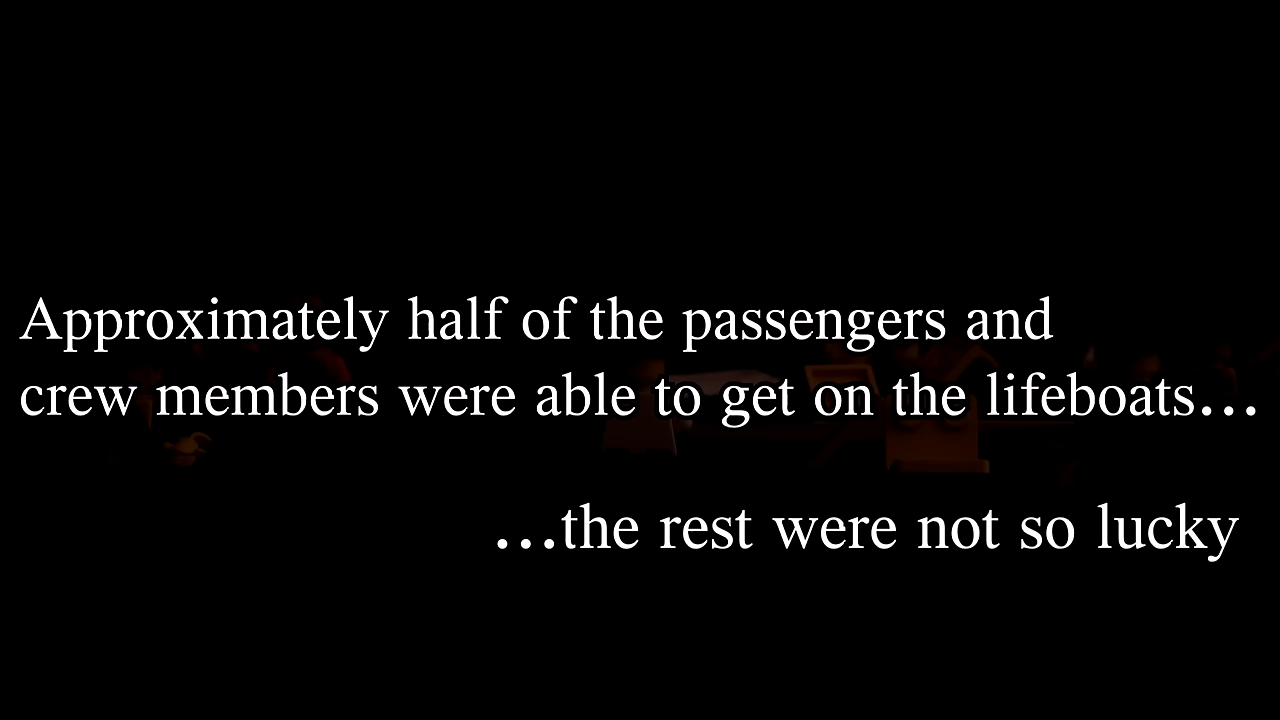 Approximately half of the passengers and
crew members were able to get on the lifeboats…
…the rest were not so lucky